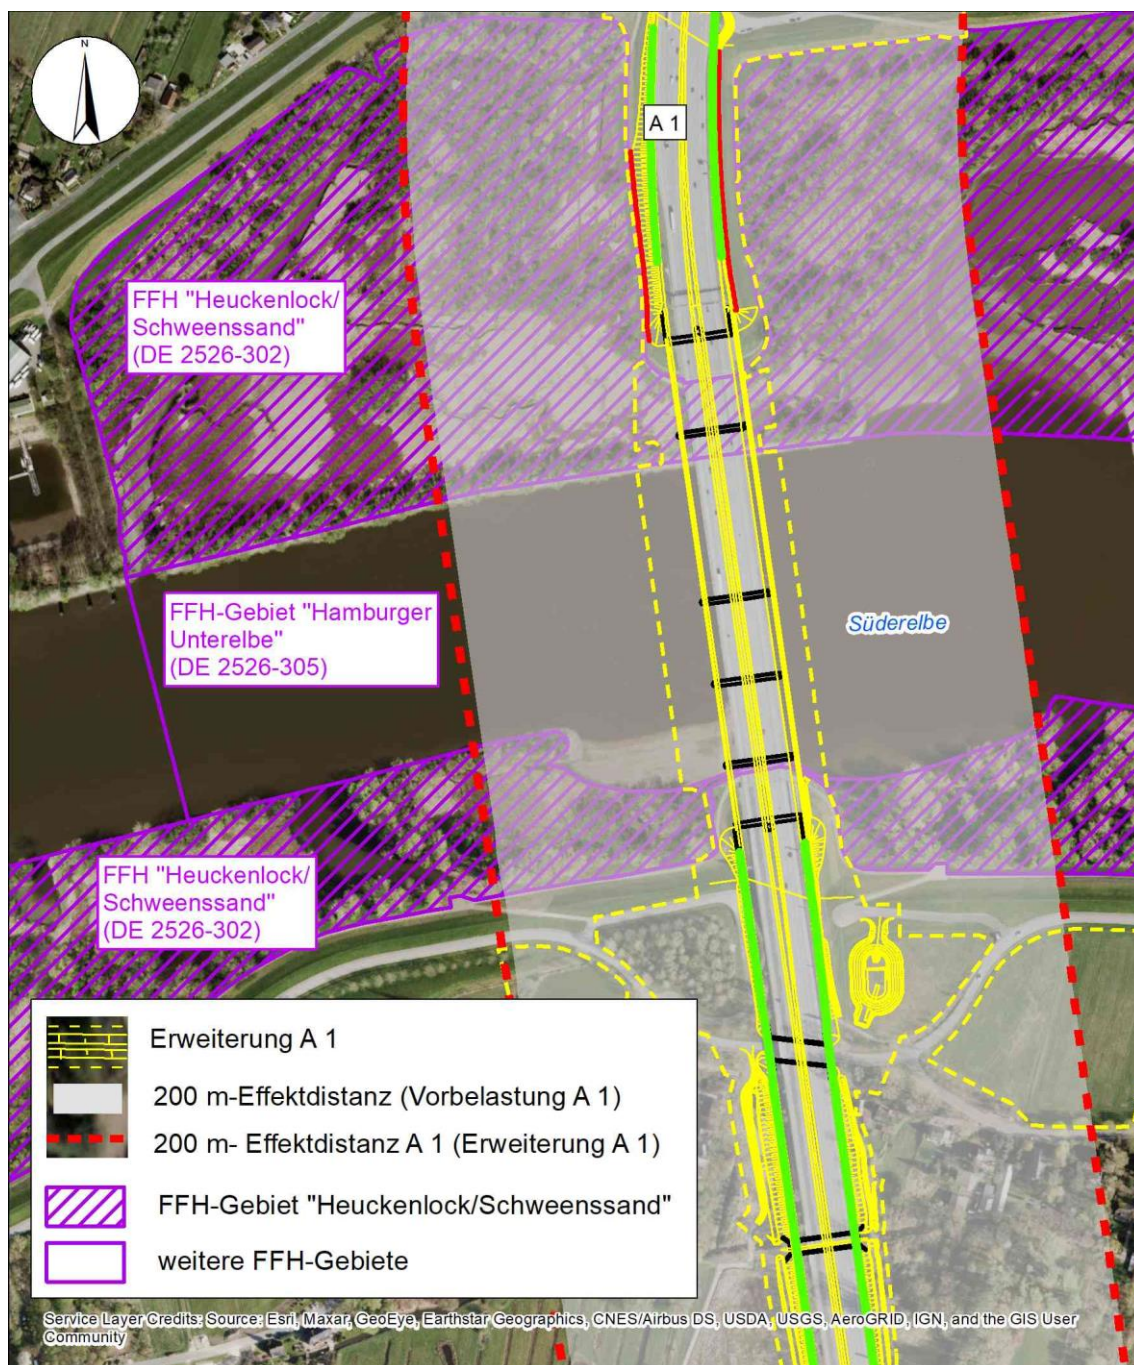 N
A 1
FFH "Heuckenlock/
Schweenssand"
(DE 2526-302)
FFH-Gebiet "Hamburger
Unterelbe"
(DE 2526-305)
Süderelbe
FFH "Heuckenlock/
Schweenssand"
(DE 2526-302)
Erweiterung A 1
200 m-Effektdistanz (Vorbelastung A 1)
200 m- Effektdistanz A 1 (Erweiterung A 1)
FFH-Gebiet "Heuckenlock/Schweenssand"
weitere FFH-Gebiete
Service Layer Credits: Source: Esri, Maxar, GeoEye, Earthstar Geographics, CNES/Airbus DS, USDA, USGS, AeroGRID, IGN, and the GIS User
Community